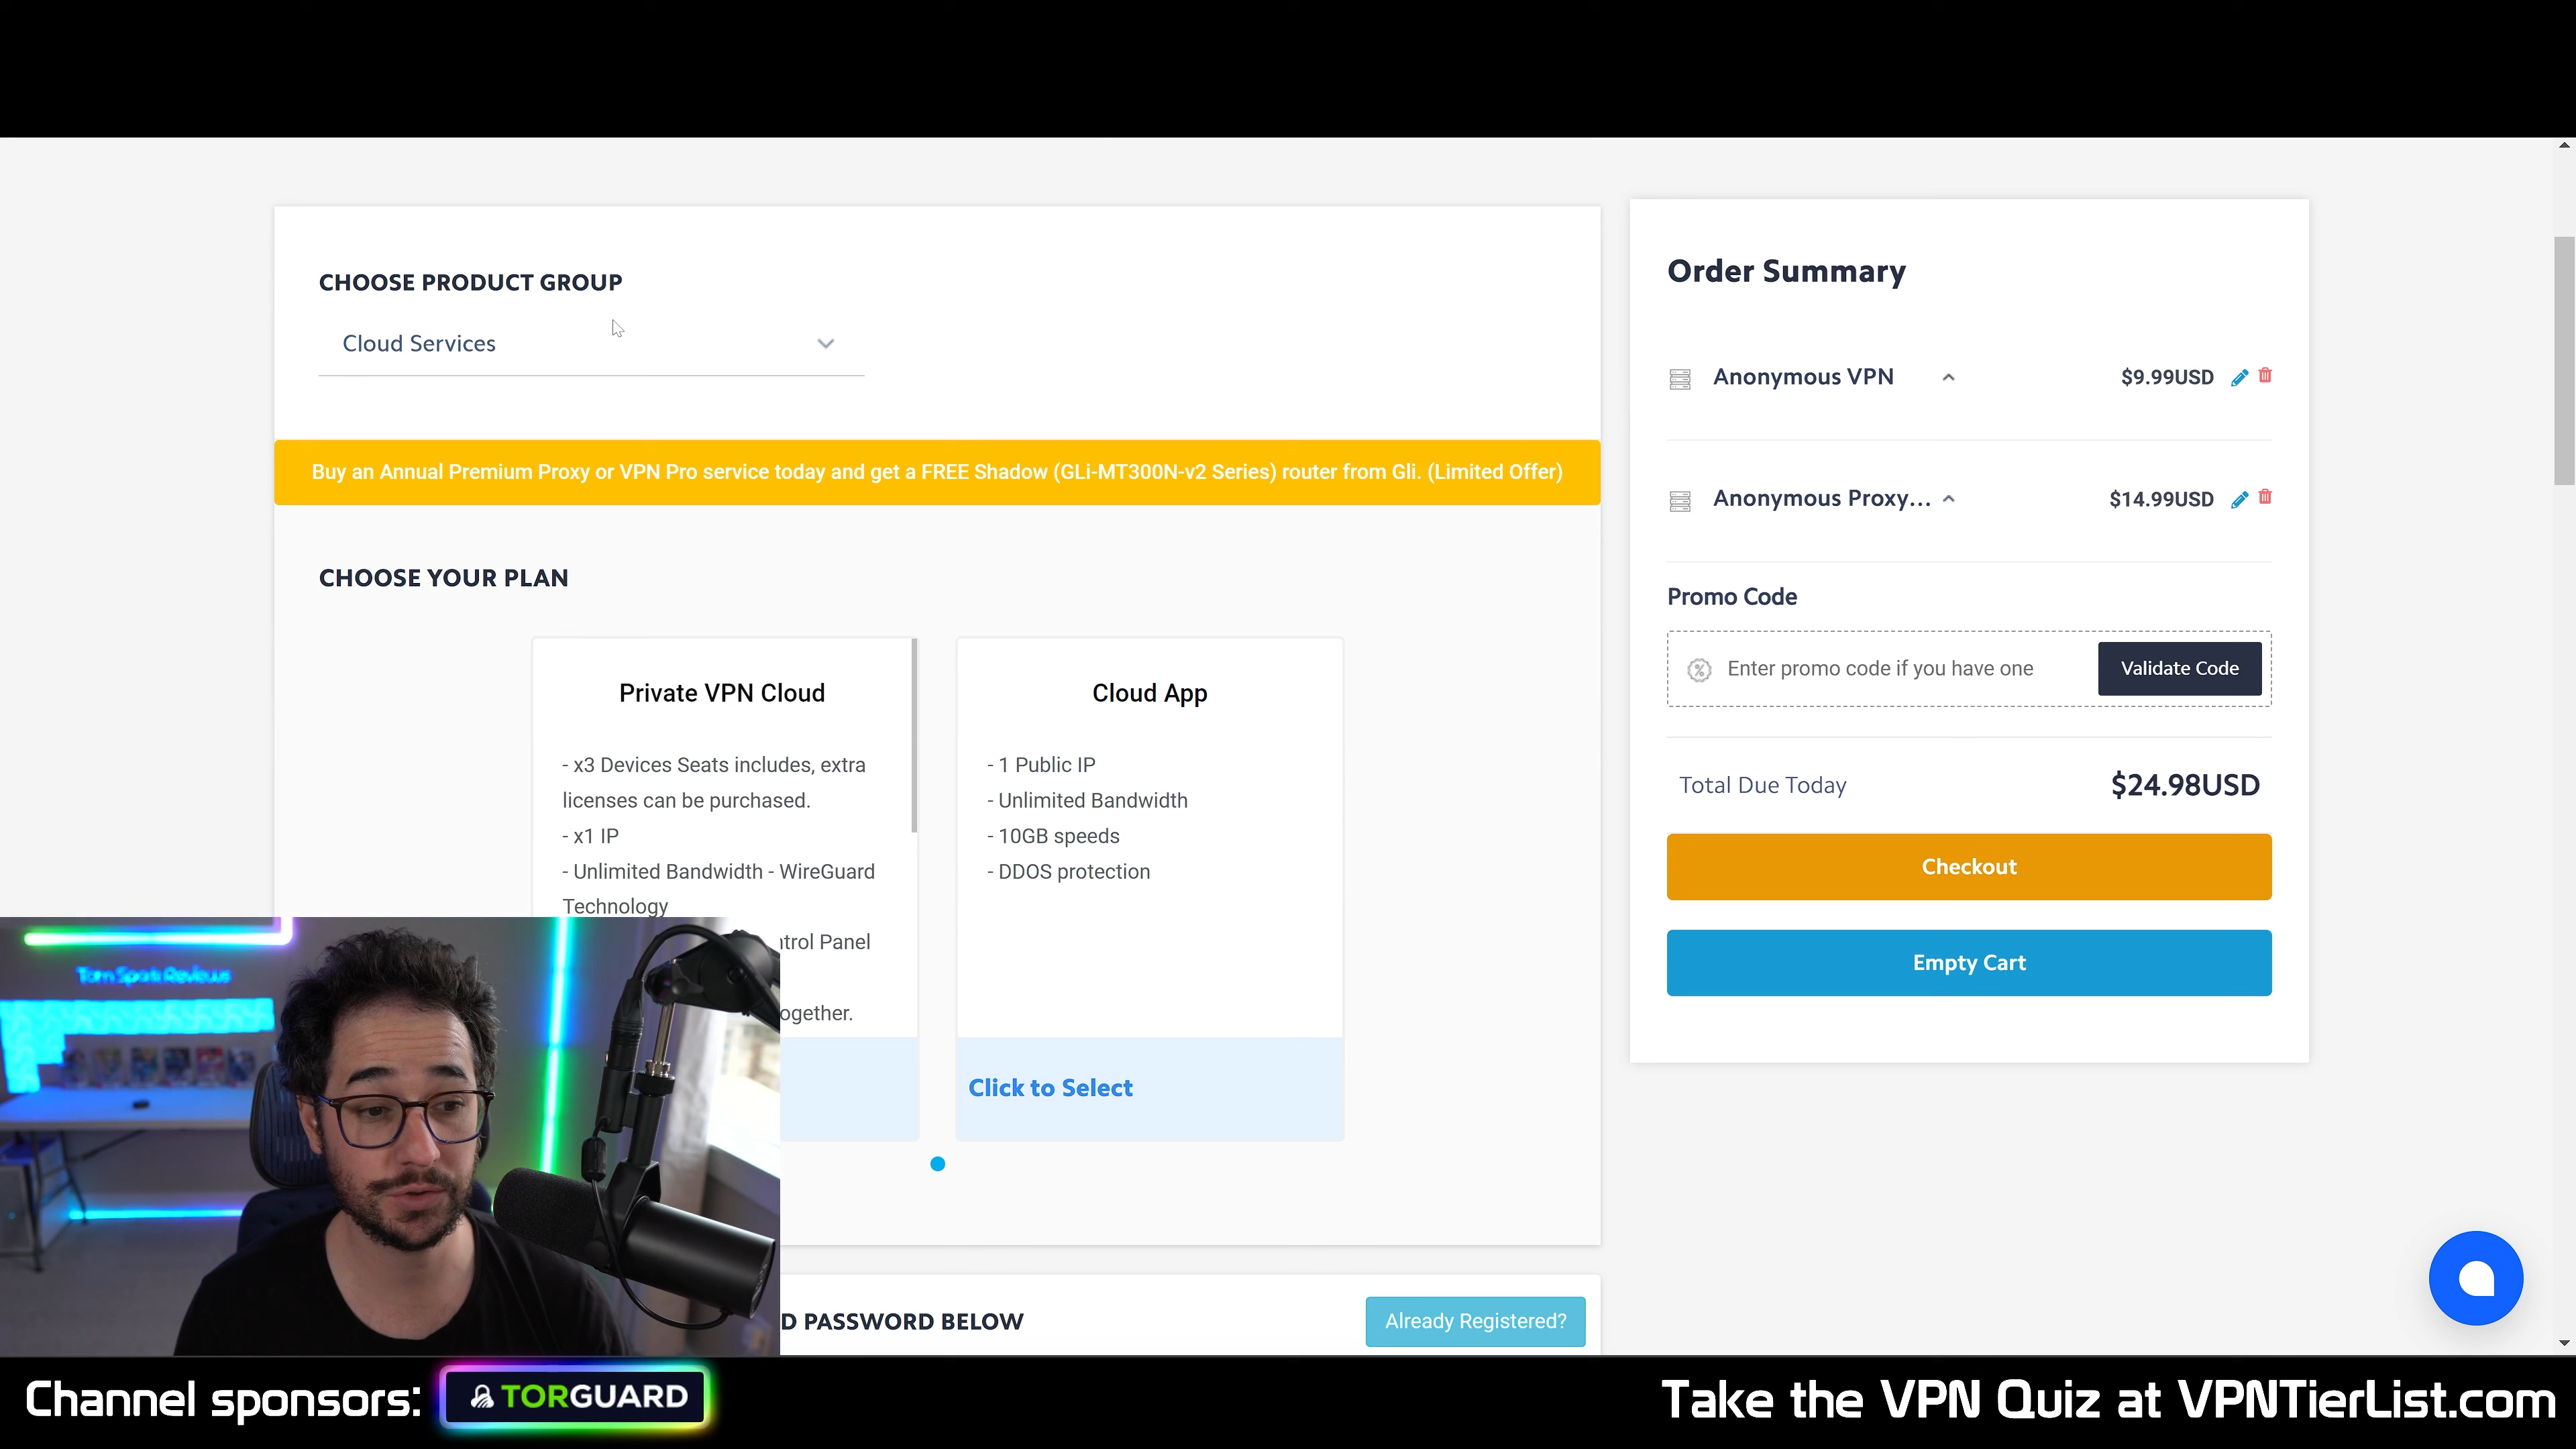 CHOOSE PRODUCT GROUP
Cloud Services
Buy an Annual Premium Proxy or VPN Pro service today and get a FREE Shadow (GLi-MT300N-v2 Series) router from Gli. (Limited Offer)
CHOOSE YOUR PLAN
Private VPN Cloud
- x3 Devices Seats includes, extra
licenses can be purchased.
- x1 IP
- Unlimited Bandwidth - WireGuard
Technology
ntrol Panel
ogether.
Cloud App
- 1 Public IP
- Unlimited Bandwidth
- 10GB speeds
- DDOS protection
Click to Select
D PASSWORD BELOW
Already Registered?
Order Summary
Anonymous VPN $9.99USD
Anonymous Proxy... $14.99USD
Promo Code
Enter promo code if you have one
Validate Code
Total Due Today $24.98USD
Checkout
Empty Cart
Tom Spark Reviews
Channel sponsors: TORGUARD
Take the VPN Quiz at VPNTierList.com